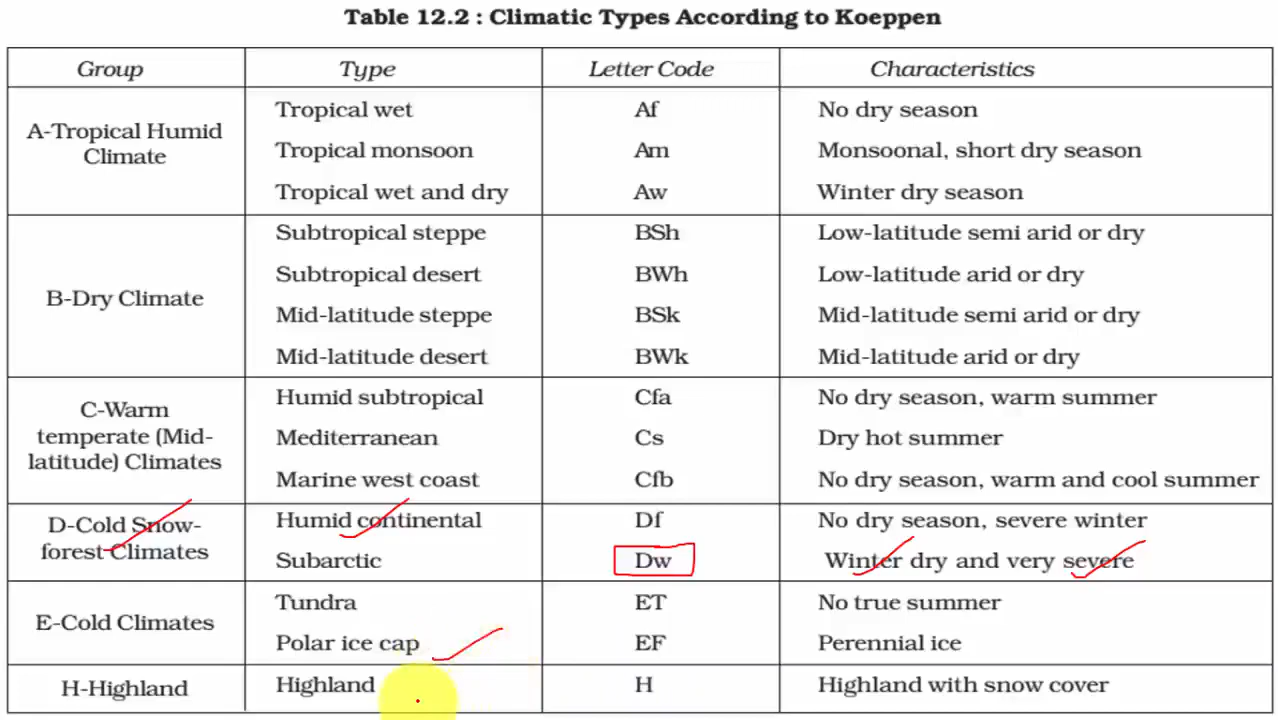 Table 12.2 : Climatic Types According to Koeppen
Group Type Letter Code Characteristics
A-Tropical Humid Climate
Tropical wet Af No dry season
Tropical monsoon Am Monsoonal, short dry season
Tropical wet and dry Aw Winter dry season
B-Dry Climate
Subtropical steppe BSh Low-latitude semi arid or dry
Subtropical desert BWh Low-latitude arid or dry
Mid-latitude steppe BSk Mid-latitude semi arid or dry
Mid-latitude desert BWk Mid-latitude arid or dry
C-Warm
temperate (Mid-
latitude) Climates
Humid subtropical Cfa No dry season, warm summer
Mediterranean Cs Dry hot summer
Marine west coast Cfb No dry season, warm and cool summer
D-Cold Snow-
forest Climates
Humid continental Df No dry season, severe winter
Subarctic Dw Winter dry and very severe
E-Cold Climates
Tundra ET No true summer
Polar ice cap EF Perennial ice
H-Highland Highland H Highland with snow cover